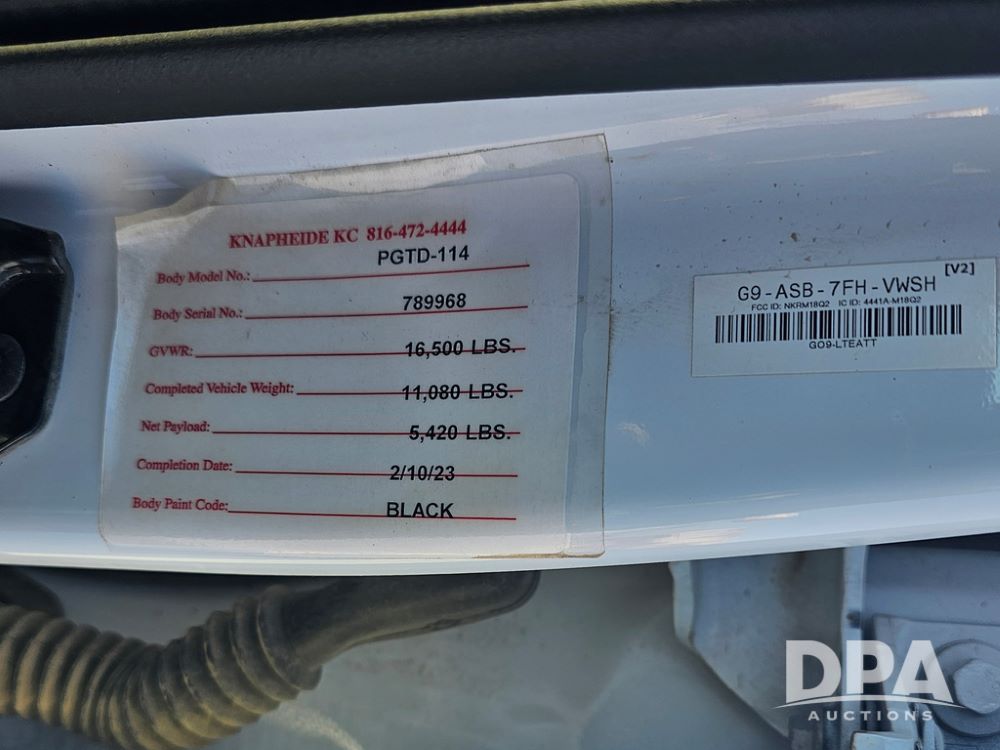 KNAPHEIDE KC 816-472-4444
Body Model No.: PGTD-114
Body Serial No.: 789968
GVWR: 16,500 LBS.
Completed Vehicle Weight: 11,080 LBS.
Net Payload: 5,420 LBS.
Completion Date: 2/10/23
Body Paint Code: BLACK
[V2]
G9-ASB-7FH-VWSH
FCC ID: NKRM18Q2 IC ID: 4441A-M18Q2
GO9-LTEATT
DPA
AUCTIONS